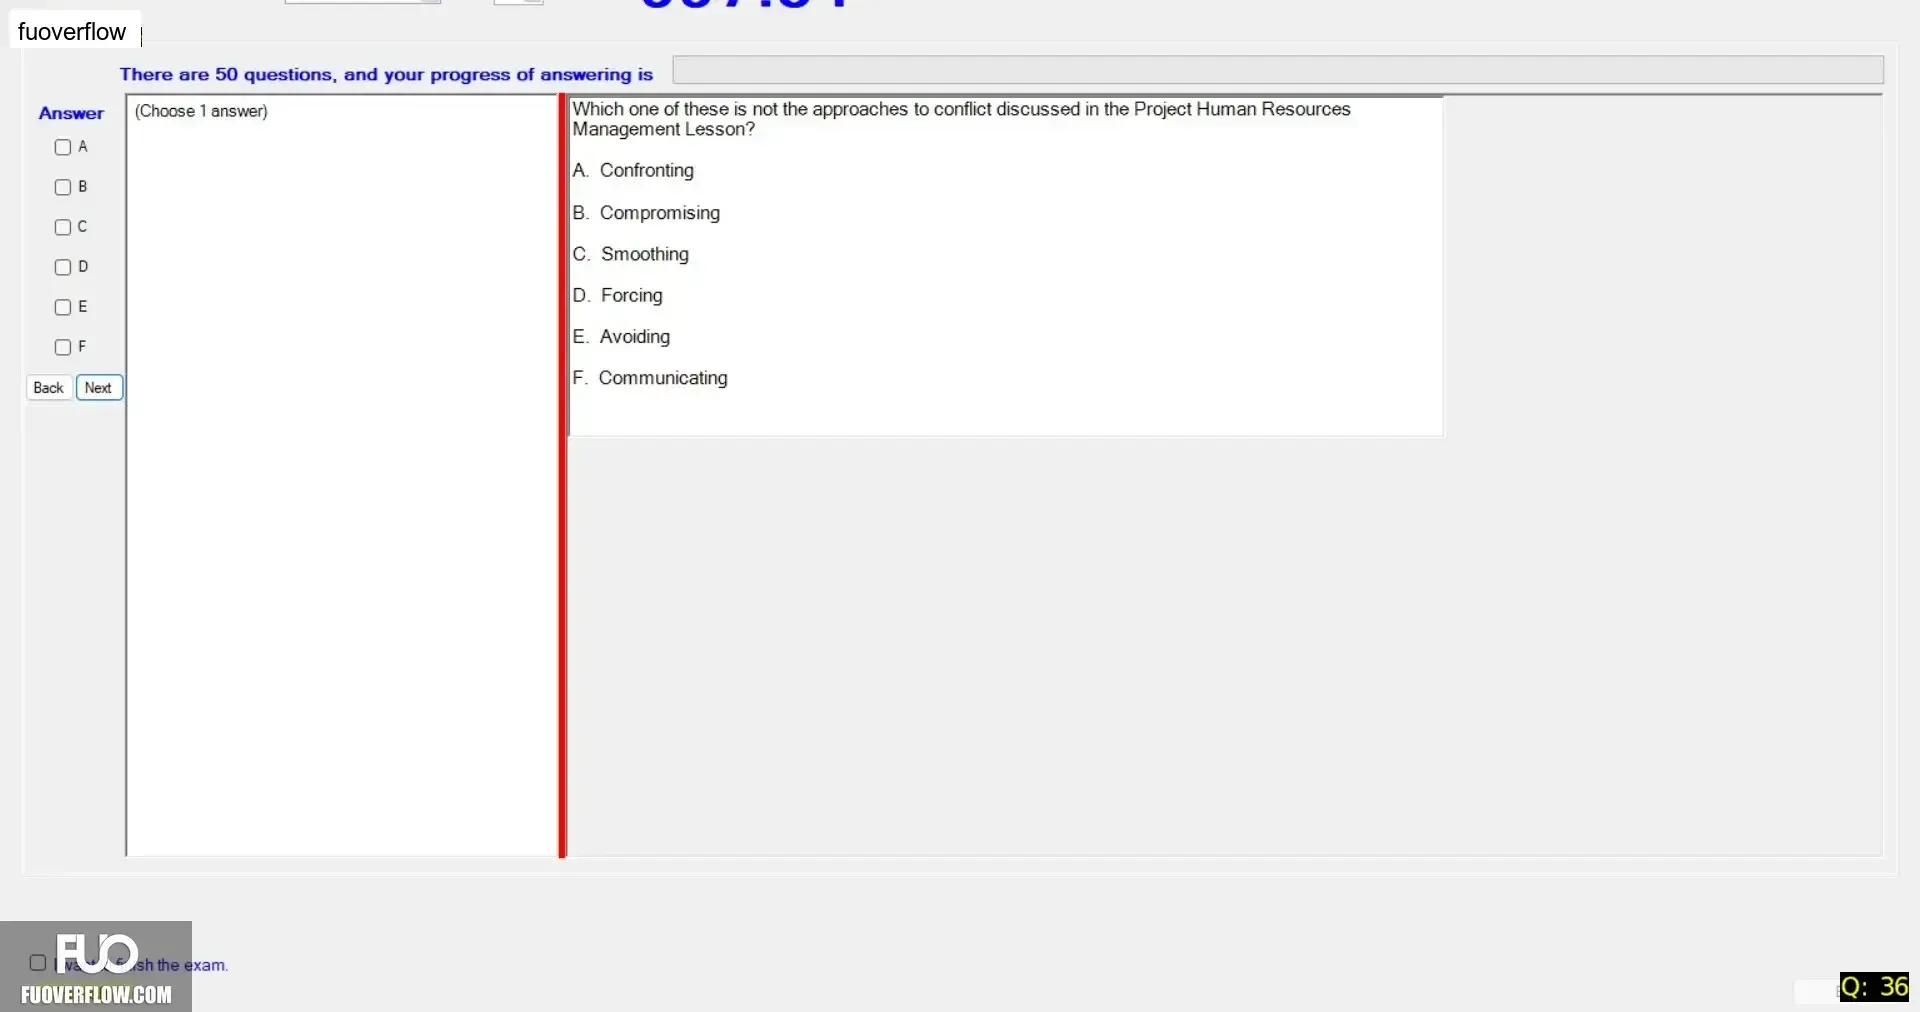 fuoverflow
There are 50 questions, and your progress of answering is
Answer
A
B
C
D
E
F
Back Next
(Choose 1 answer)
Which one of these is not the approaches to conflict discussed in the Project Human Resources
Management Lesson?
A. Confronting
B. Compromising
C. Smoothing
D. Forcing
E. Avoiding
F. Communicating
FUO
the exam.
FUOVERFLOW.COM
Q: 36